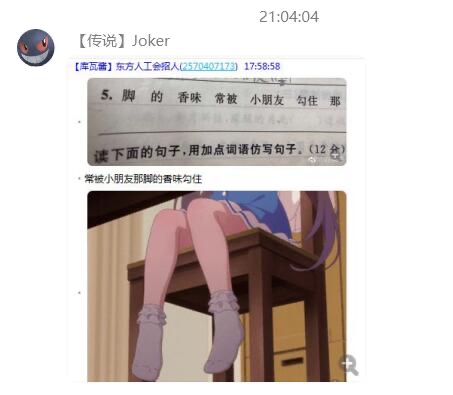 21:04:04
【传说】Joker
【库瓦酱】东方人工会招人(2570407173) 17:58:58
5. 脚 的 香味 常被 小朋友 勾住 那
读下面的句子,用加点词语仿写句子。(12分)
常被小朋友那脚的香味勾住